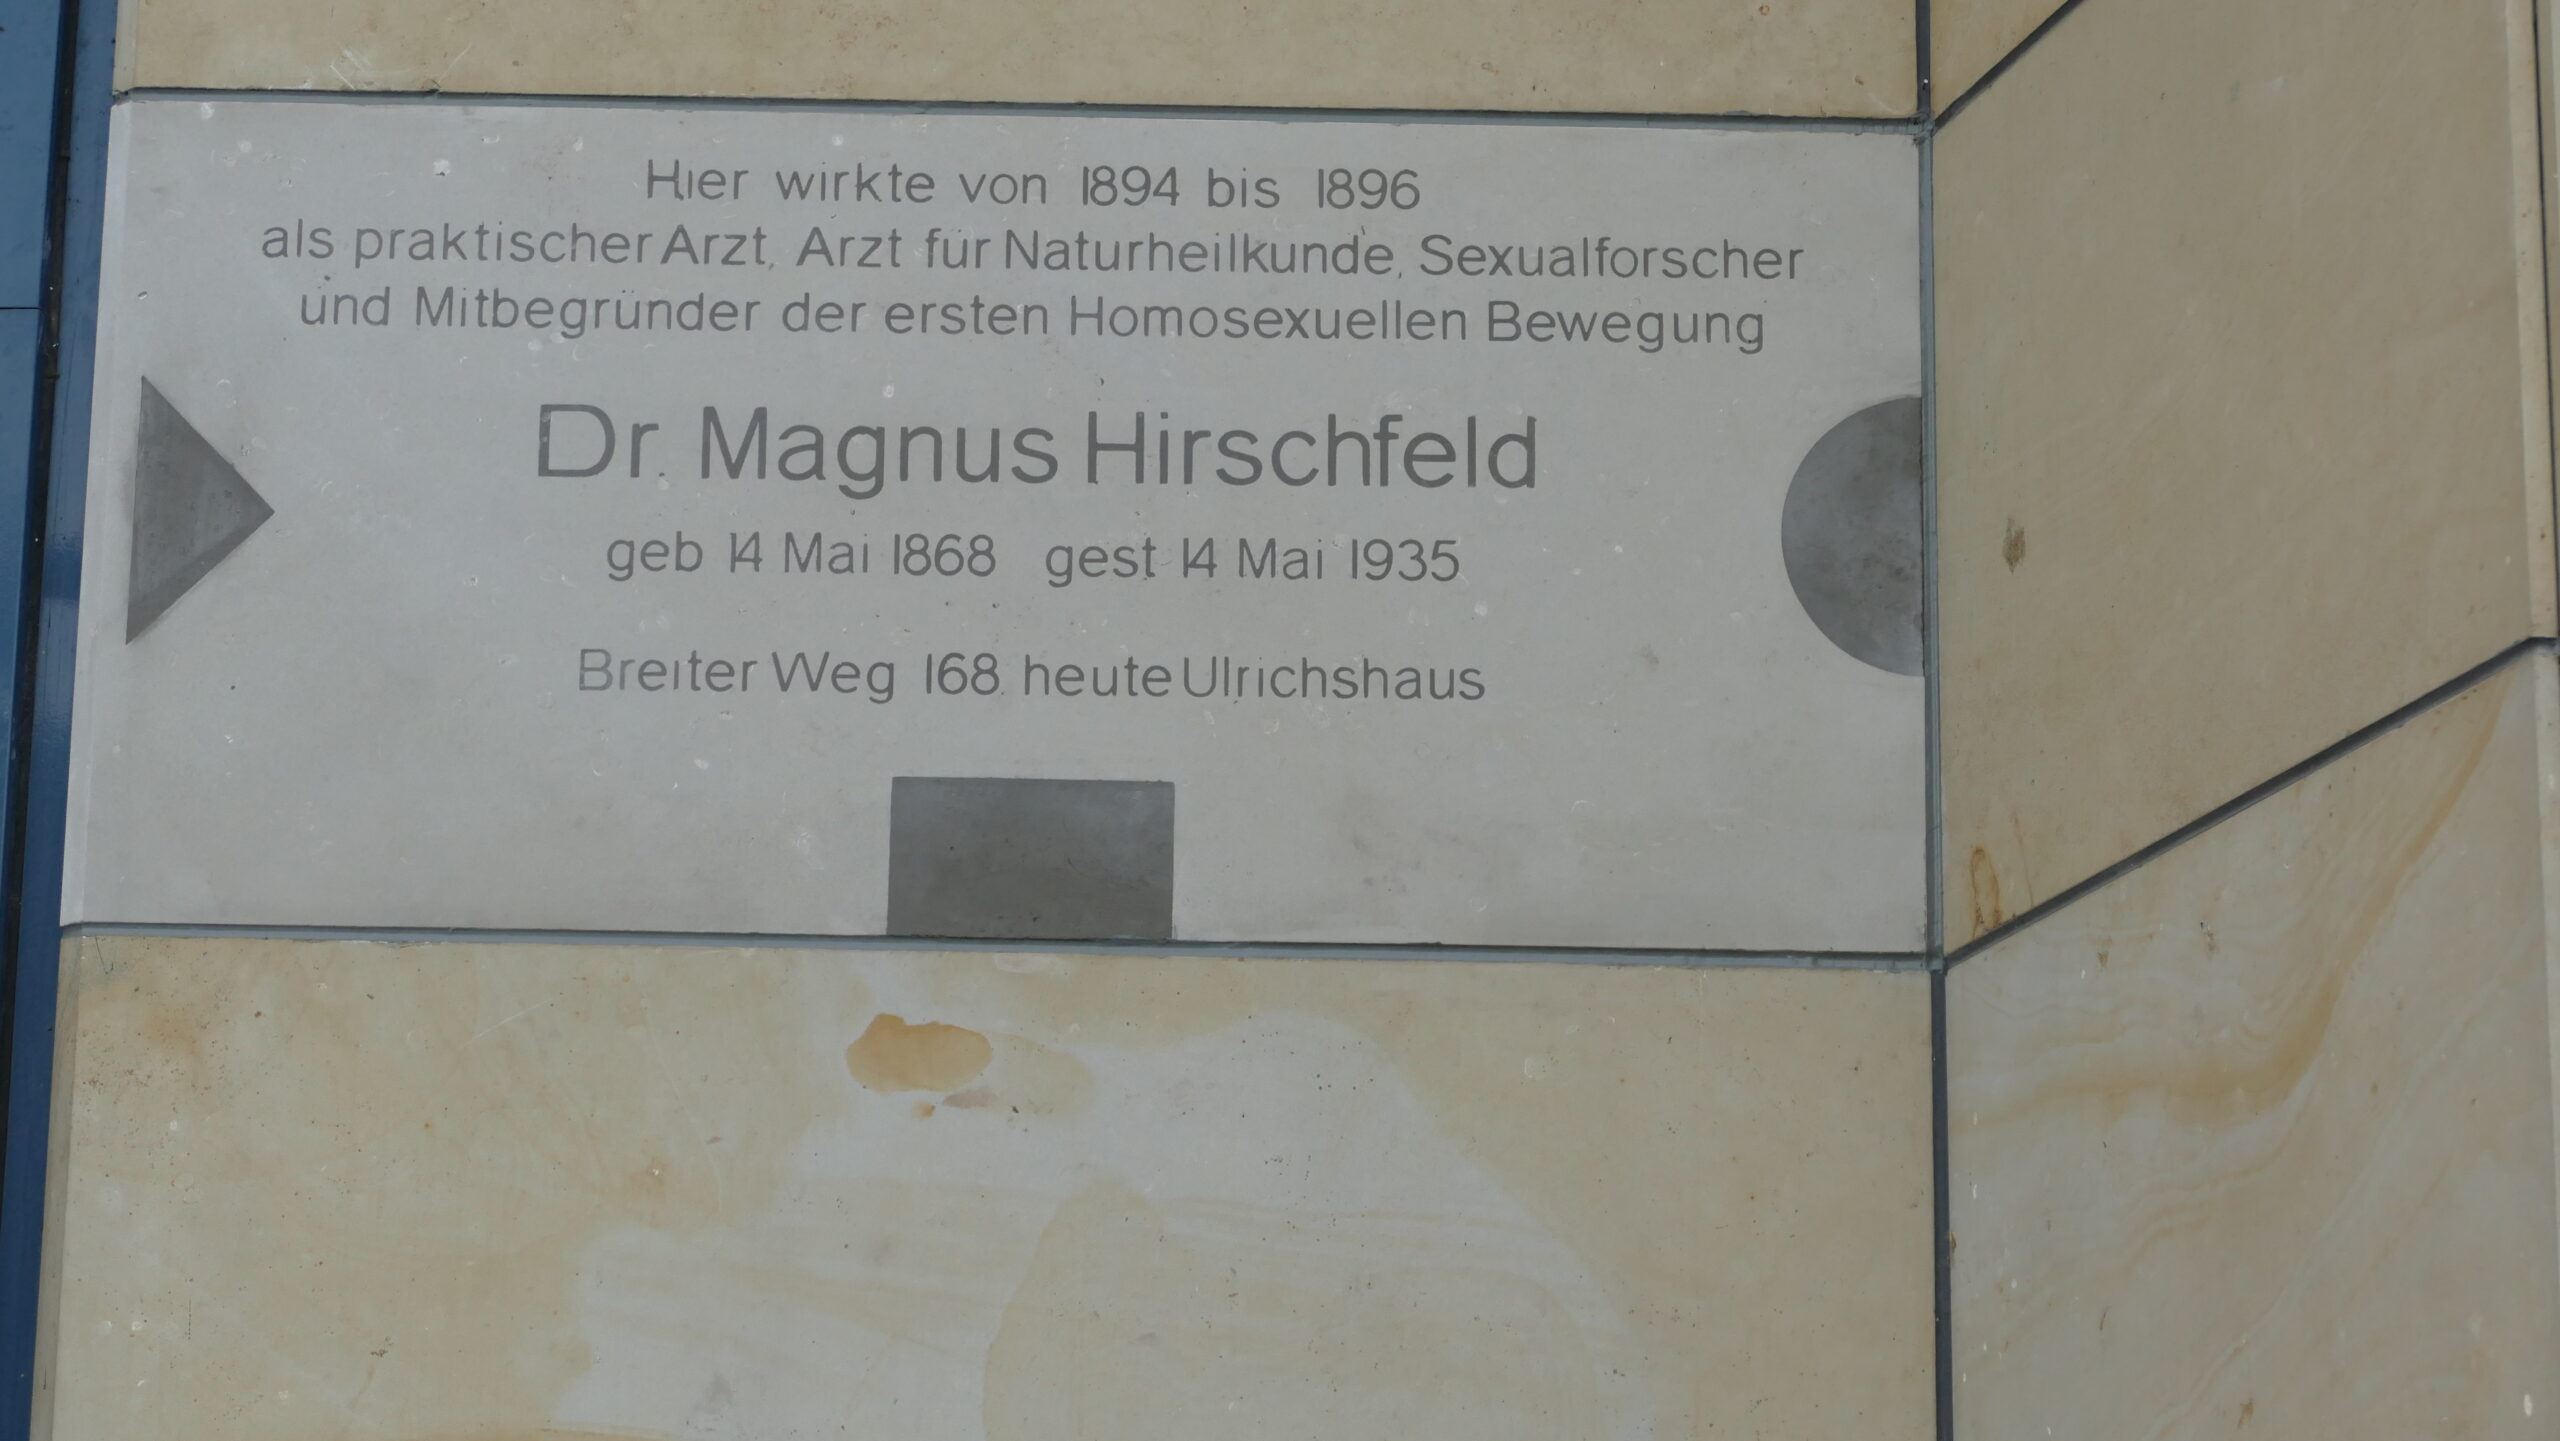 Hier wirkte von 1894 bis 1896
als praktischer Arzt, Arzt für Naturheilkunde, Sexualforscher
und Mitbegründer der ersten Homosexuellen Bewegung
Dr. Magnus Hirschfeld
geb 14 Mai 1868 gest 14 Mai 1935
Breiter Weg 168, heute Ulrichshaus